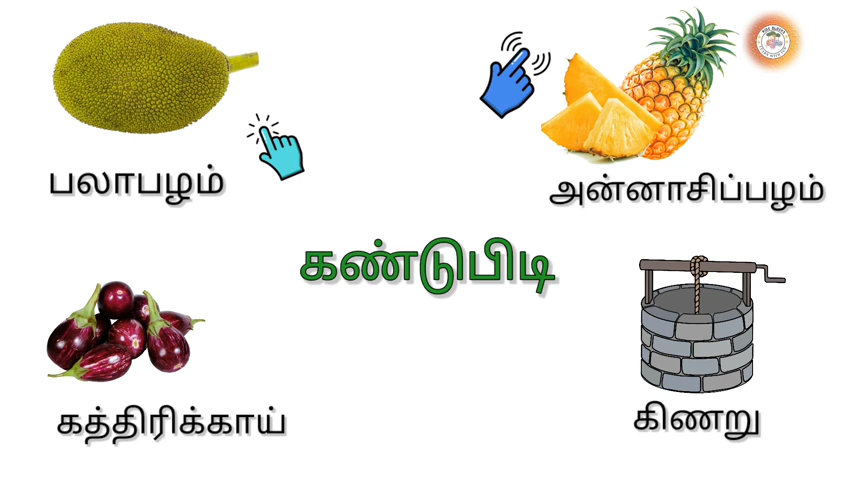 பலாபழம்
அன்னாசிப்பழம்
கண்டுபிடி
கத்திரிக்காய்
கிணறு